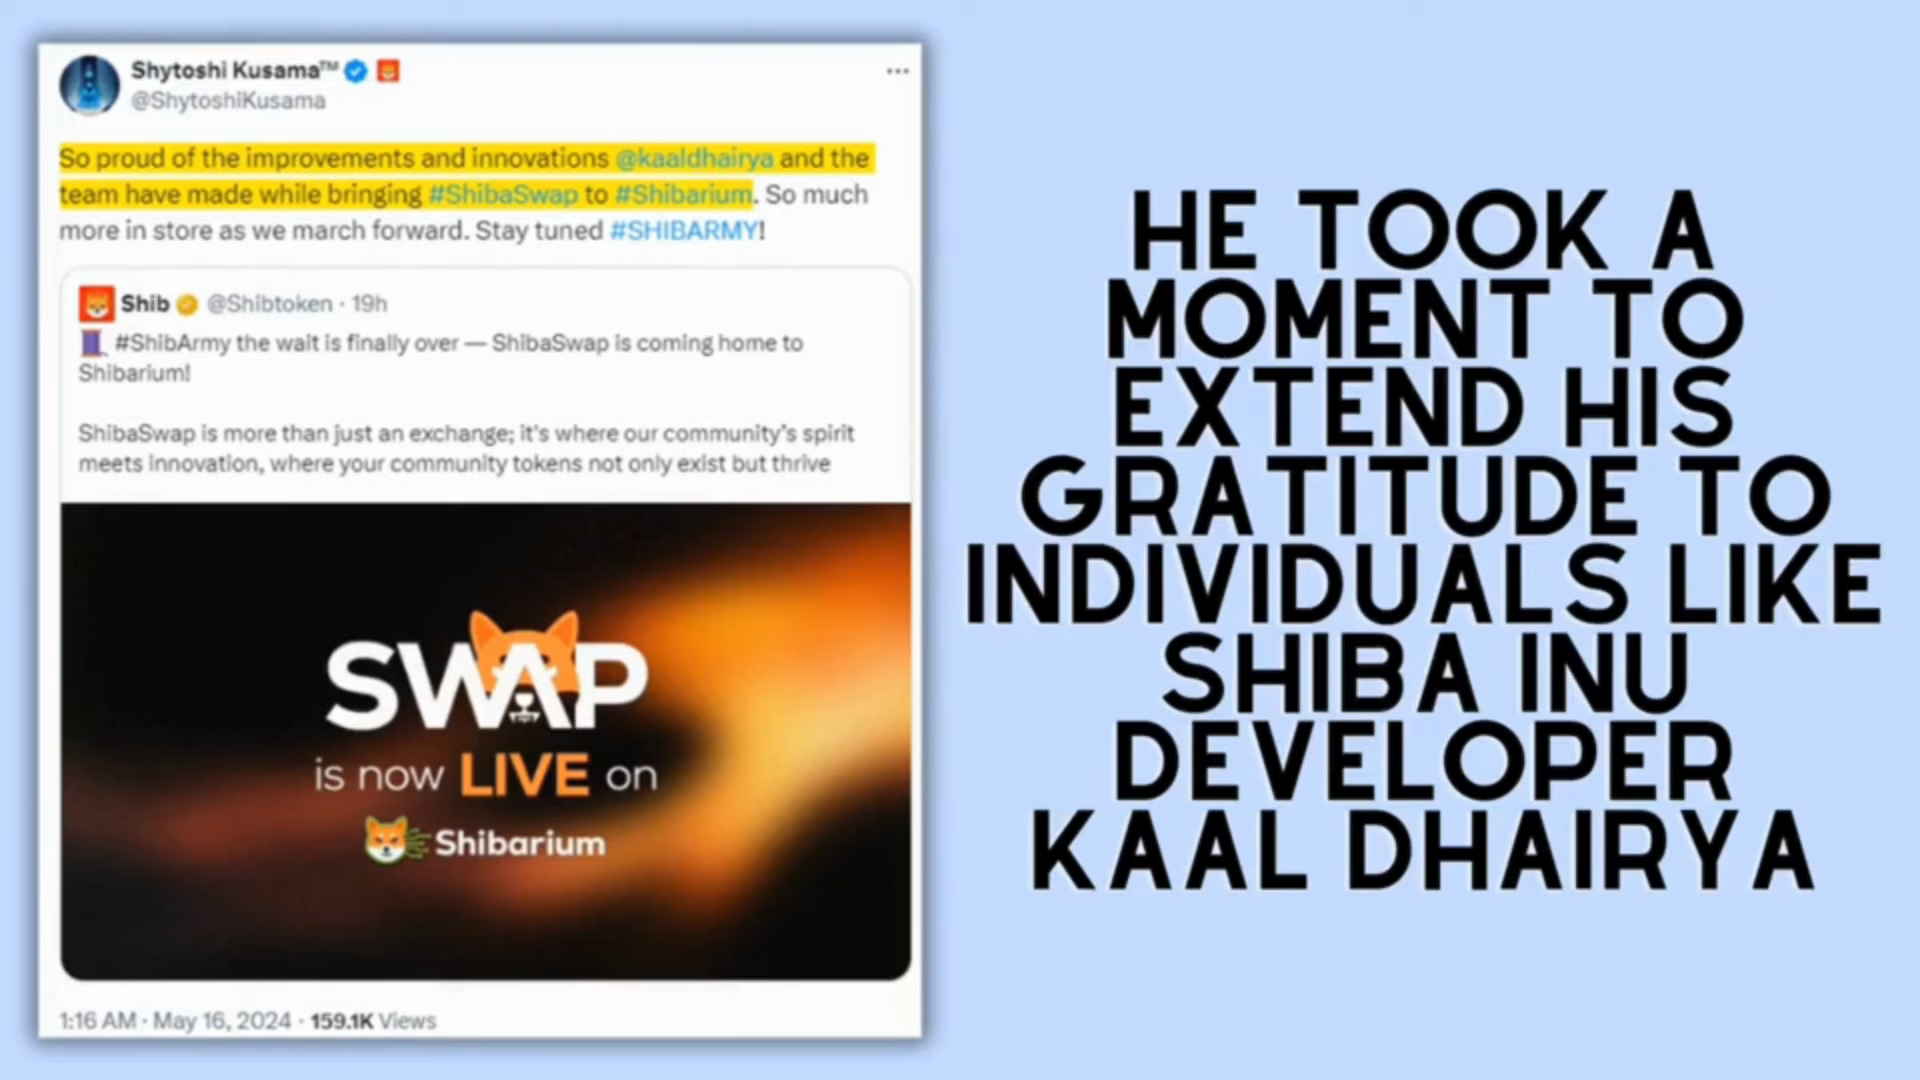 Shytoshi Kusama™
@ShytoshiKusama
So proud of the improvements and innovations @kaaldhairya and the
team have made while bringing #ShibaSwap to #Shibarium. So much
more in store as we march forward. Stay tuned #SHIBARMY!
Shib @Shibtoken · 19h
#ShibArmy the wait is finally over — ShibaSwap is coming home to
Shibarium!
ShibaSwap is more than just an exchange; it's where our community's spirit
meets innovation, where your community tokens not only exist but thrive
SWAP
is now LIVE on
Shibarium
1:16 AM · May 16, 2024 · 159.1K Views
HE TOOK A
MOMENT TO
EXTEND HIS
GRATITUDE TO
INDIVIDUALS LIKE
SHIBA INU
DEVELOPER
KAAL DHAIRYA